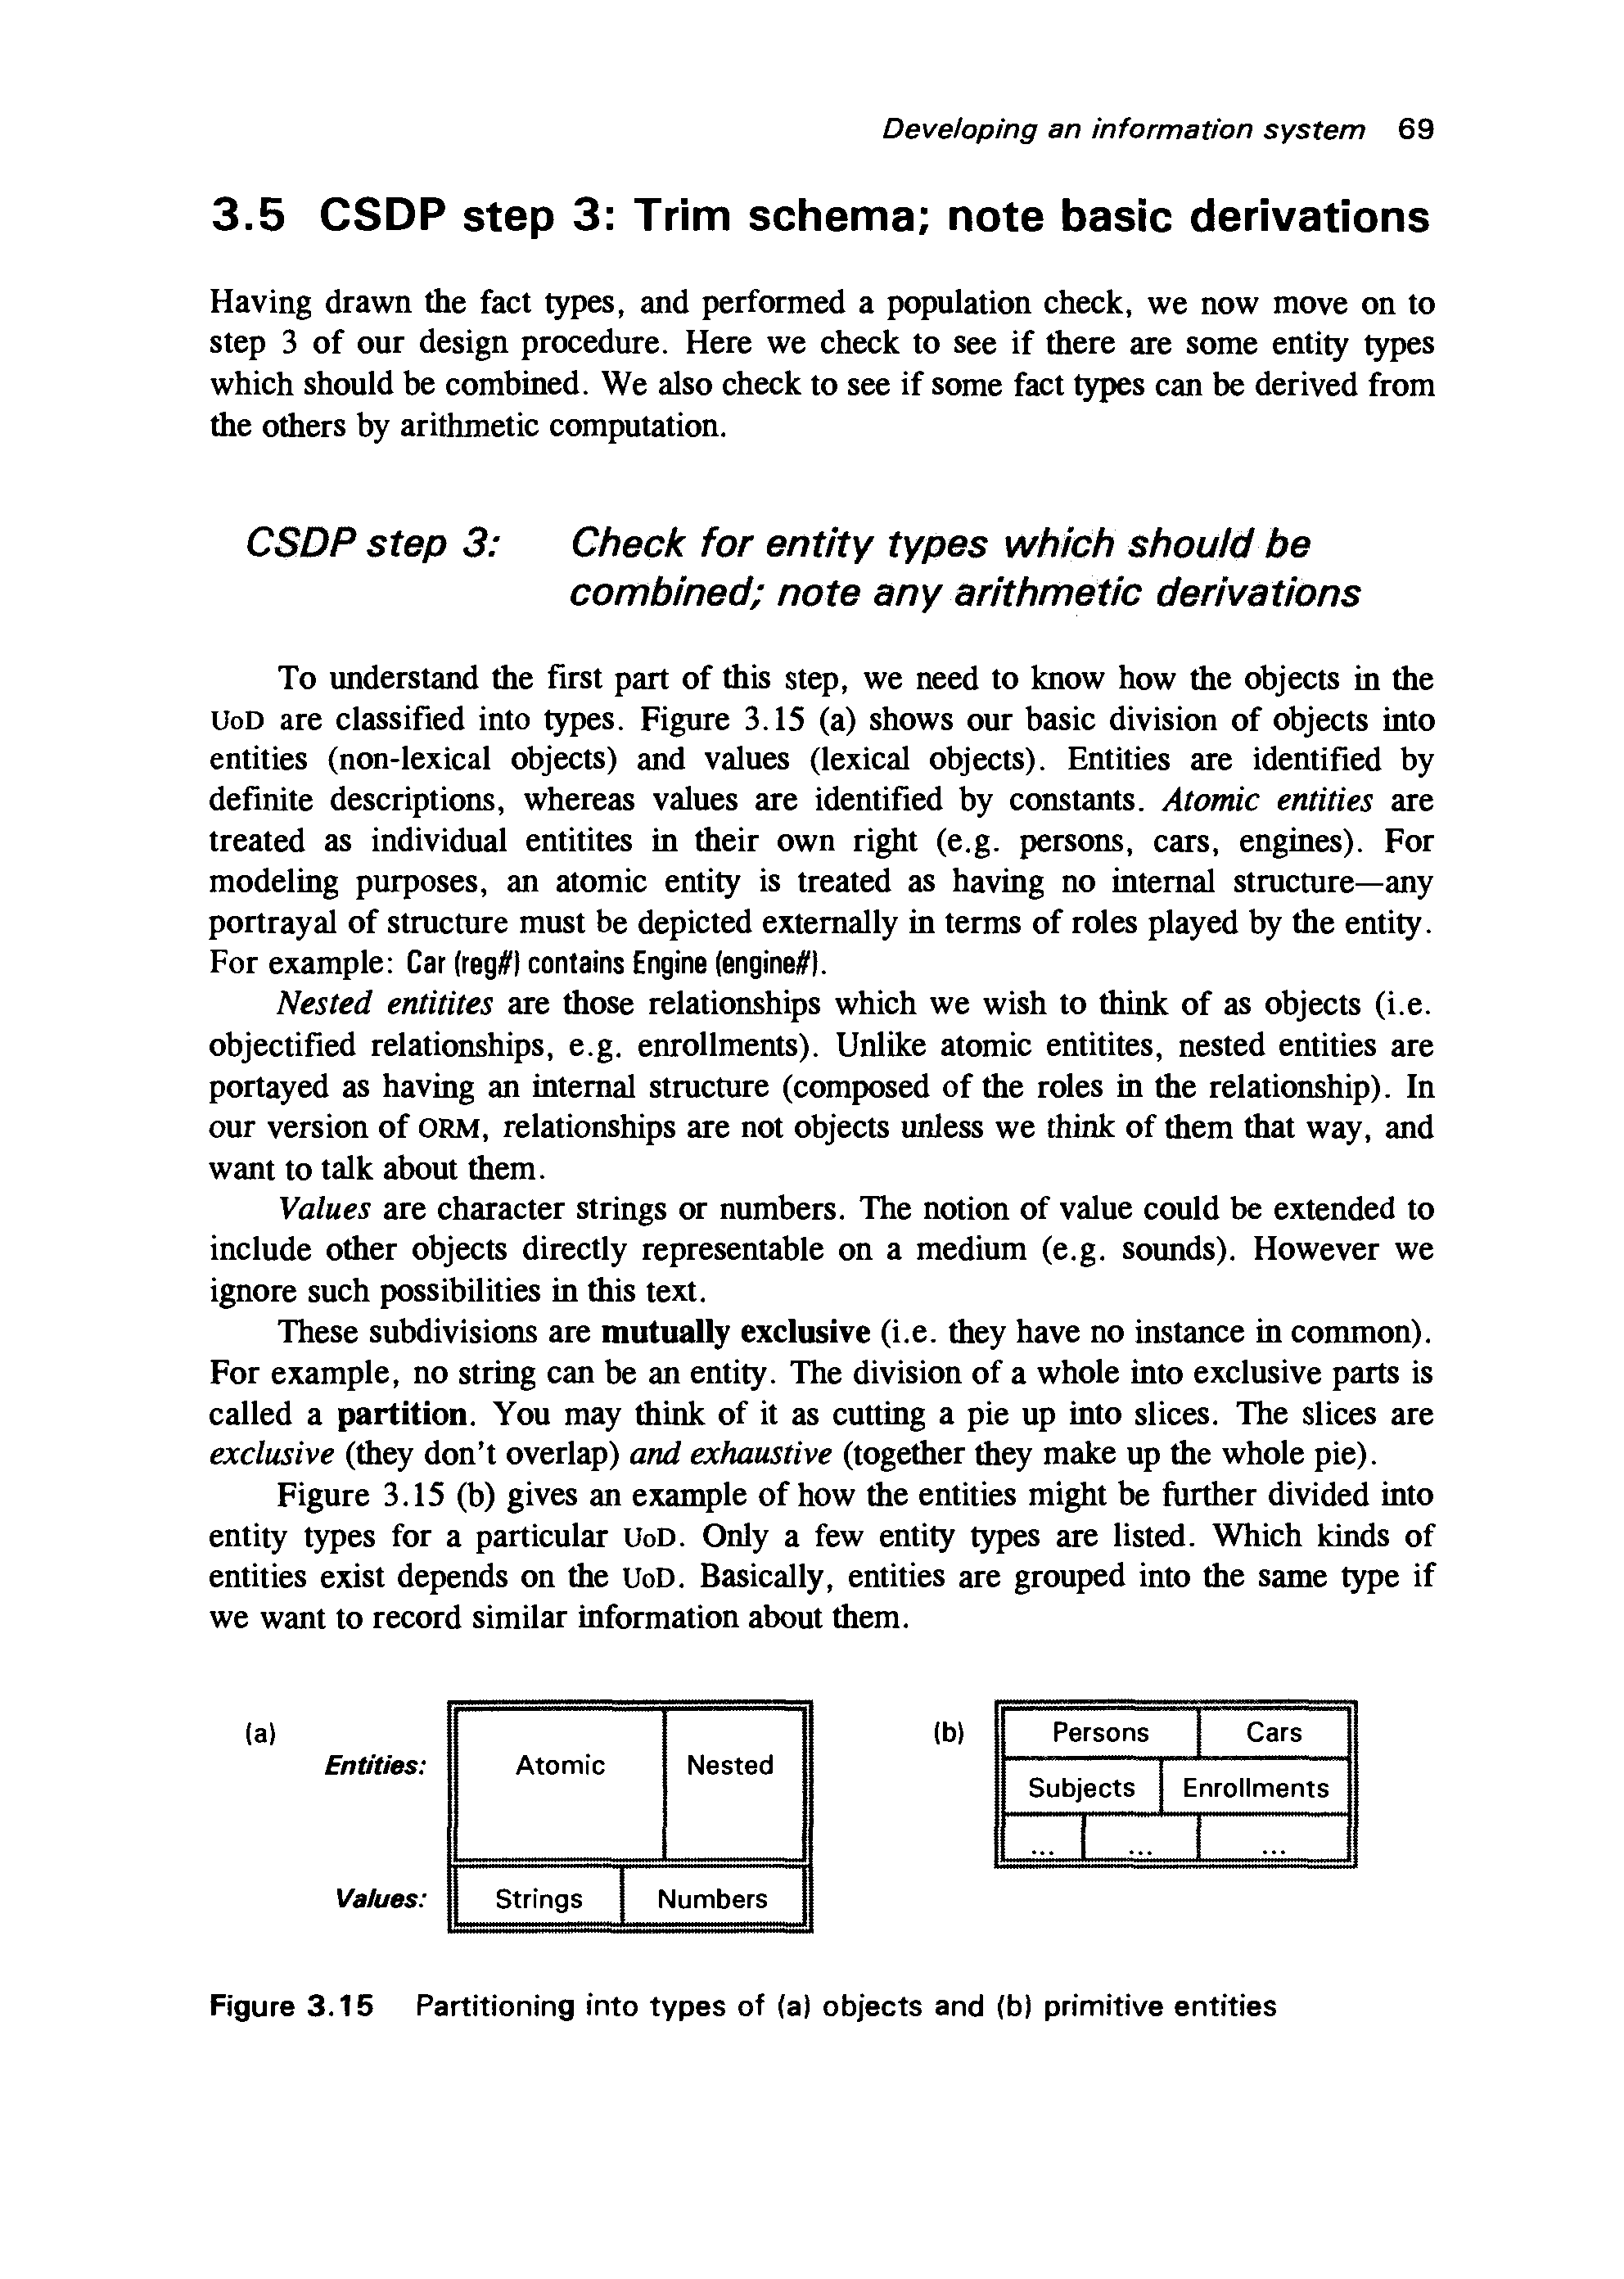 Developing an information system 69
3.5 CSDP step 3: Trim schema; note basic derivations
Having drawn the fact types, and performed a population check, we now move on to
step 3 of our design procedure. Here we check to see if there are some entity types
which should be combined. We also check to see if some fact types can be derived from
the others by arithmetic computation.
CSDP step 3: Check for entity types which should be
combined; note any arithmetic derivations
To understand the first part of this step, we need to know how the objects in the
UoD are classified into types. Figure 3.15 (a) shows our basic division of objects into
entities (non-lexical objects) and values (lexical objects). Entities are identified by
definite descriptions, whereas values are identified by constants. Atomic entities are
treated as individual entitites in their own right (e.g. persons, cars, engines). For
modeling purposes, an atomic entity is treated as having no internal structure—any
portrayal of structure must be depicted externally in terms of roles played by the entity.
For example: Car (reg#) contains Engine (engine#).
Nested entitites are those relationships which we wish to think of as objects (i.e.
objectified relationships, e.g. enrollments). Unlike atomic entitites, nested entities are
portayed as having an internal structure (composed of the roles in the relationship). In
our version of ORM, relationships are not objects unless we think of them that way, and
want to talk about them.
Values are character strings or numbers. The notion of value could be extended to
include other objects directly representable on a medium (e.g. sounds). However we
ignore such possibilities in this text.
These subdivisions are mutually exclusive (i.e. they have no instance in common).
For example, no string can be an entity. The division of a whole into exclusive parts is
called a partition. You may think of it as cutting a pie up into slices. The slices are
exclusive (they don't overlap) and exhaustive (together they make up the whole pie).
Figure 3.15 (b) gives an example of how the entities might be further divided into
entity types for a particular UoD. Only a few entity types are listed. Which kinds of
entities exist depends on the UoD. Basically, entities are grouped into the same type if
we want to record similar information about them.
(a)
Entities: Atomic Nested
Values: Strings Numbers
(b) Persons Cars
Subjects Enrollments
... ... ...
Figure 3.15 Partitioning into types of (a) objects and (b) primitive entities